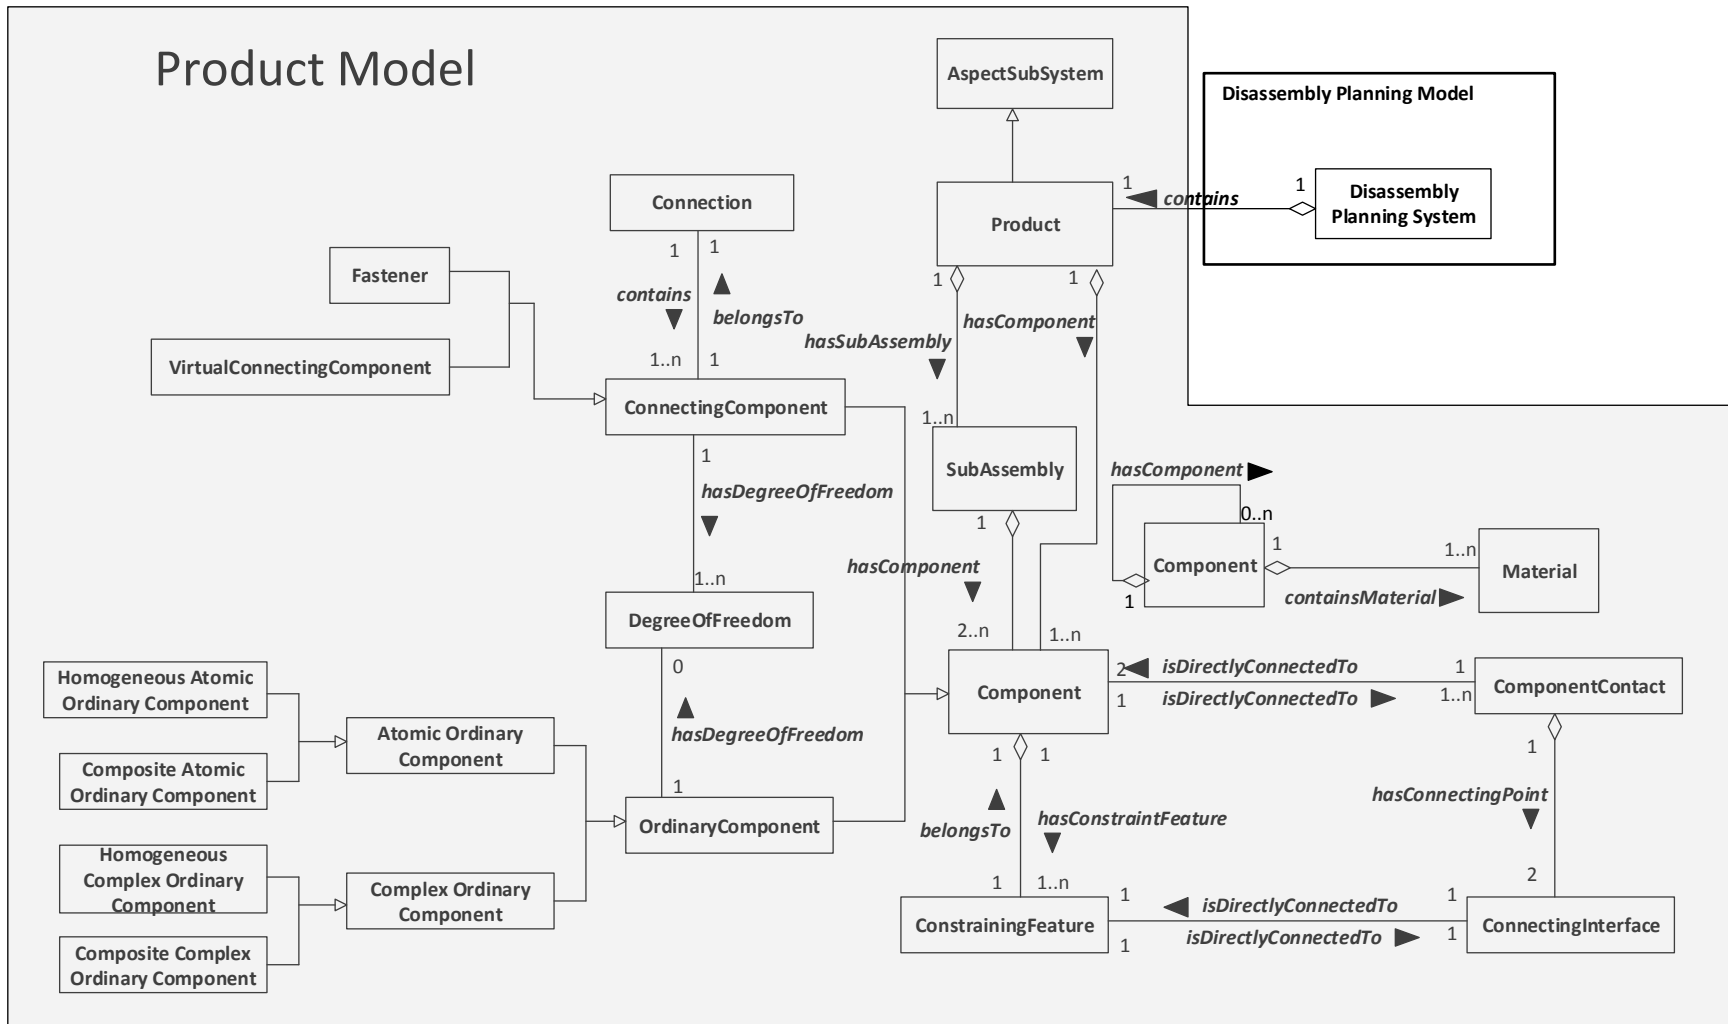 Product Model
AspectSubSystem
Disassembly Planning Model
Disassembly
Planning System
1
contains
1
Product
Connection
1
1
contains
belongsTo
1..n
1
Fastener
VirtualConnectingComponent
ConnectingComponent
1
1
hasSubAssembly
hasComponent
1..n
SubAssembly
1
hasDegreeOfFreedom
1..n
DegreeOfFreedom
0
hasDegreeOfFreedom
1
1
hasComponent
2..n
1..n
hasComponent
0..n
Component
1
1
1..n
containsMaterial
Material
Homogeneous Atomic
Ordinary Component
Composite Atomic
Ordinary Component
Atomic Ordinary
Component
Homogeneous
Complex Ordinary
Component
Composite Complex
Ordinary Component
Complex Ordinary
Component
OrdinaryComponent
Component
2
isDirectlyConnectedTo
1
1
isDirectlyConnectedTo
1..n
ComponentContact
1
1
belongsTo
hasConstraintFeature
1
1..n
1
hasConnectingPoint
2
ConstrainingFeature
1
isDirectlyConnectedTo
1
1
isDirectlyConnectedTo
1
ConnectingInterface